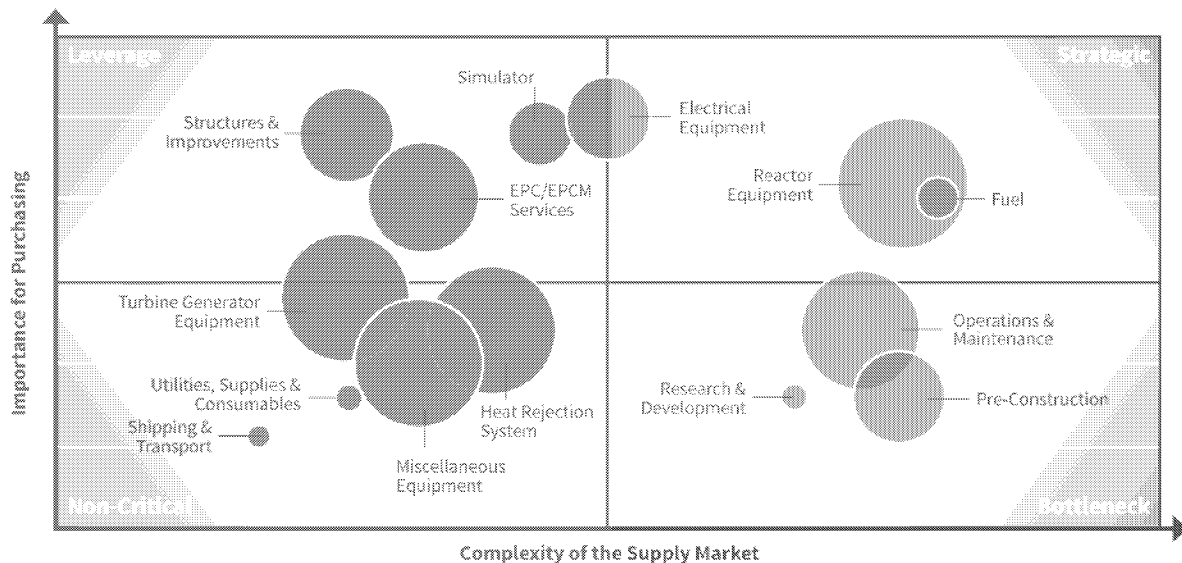 Leverage
Strategic
Simulator
Structures &
Improvements
Electrical
Equipment
EPC/EPCM
Services
Reactor
Equipment
Fuel
Importance for Purchasing
Turbine Generator
Equipment
Operations &
Maintenance
Utilities, Supplies &
Consumables
Research &
Development
Pre-Construction
Heat Rejection
System
Shipping &
Transport
Miscellaneous
Equipment
Non-Critical
Bottleneck
Complexity of the Supply Market